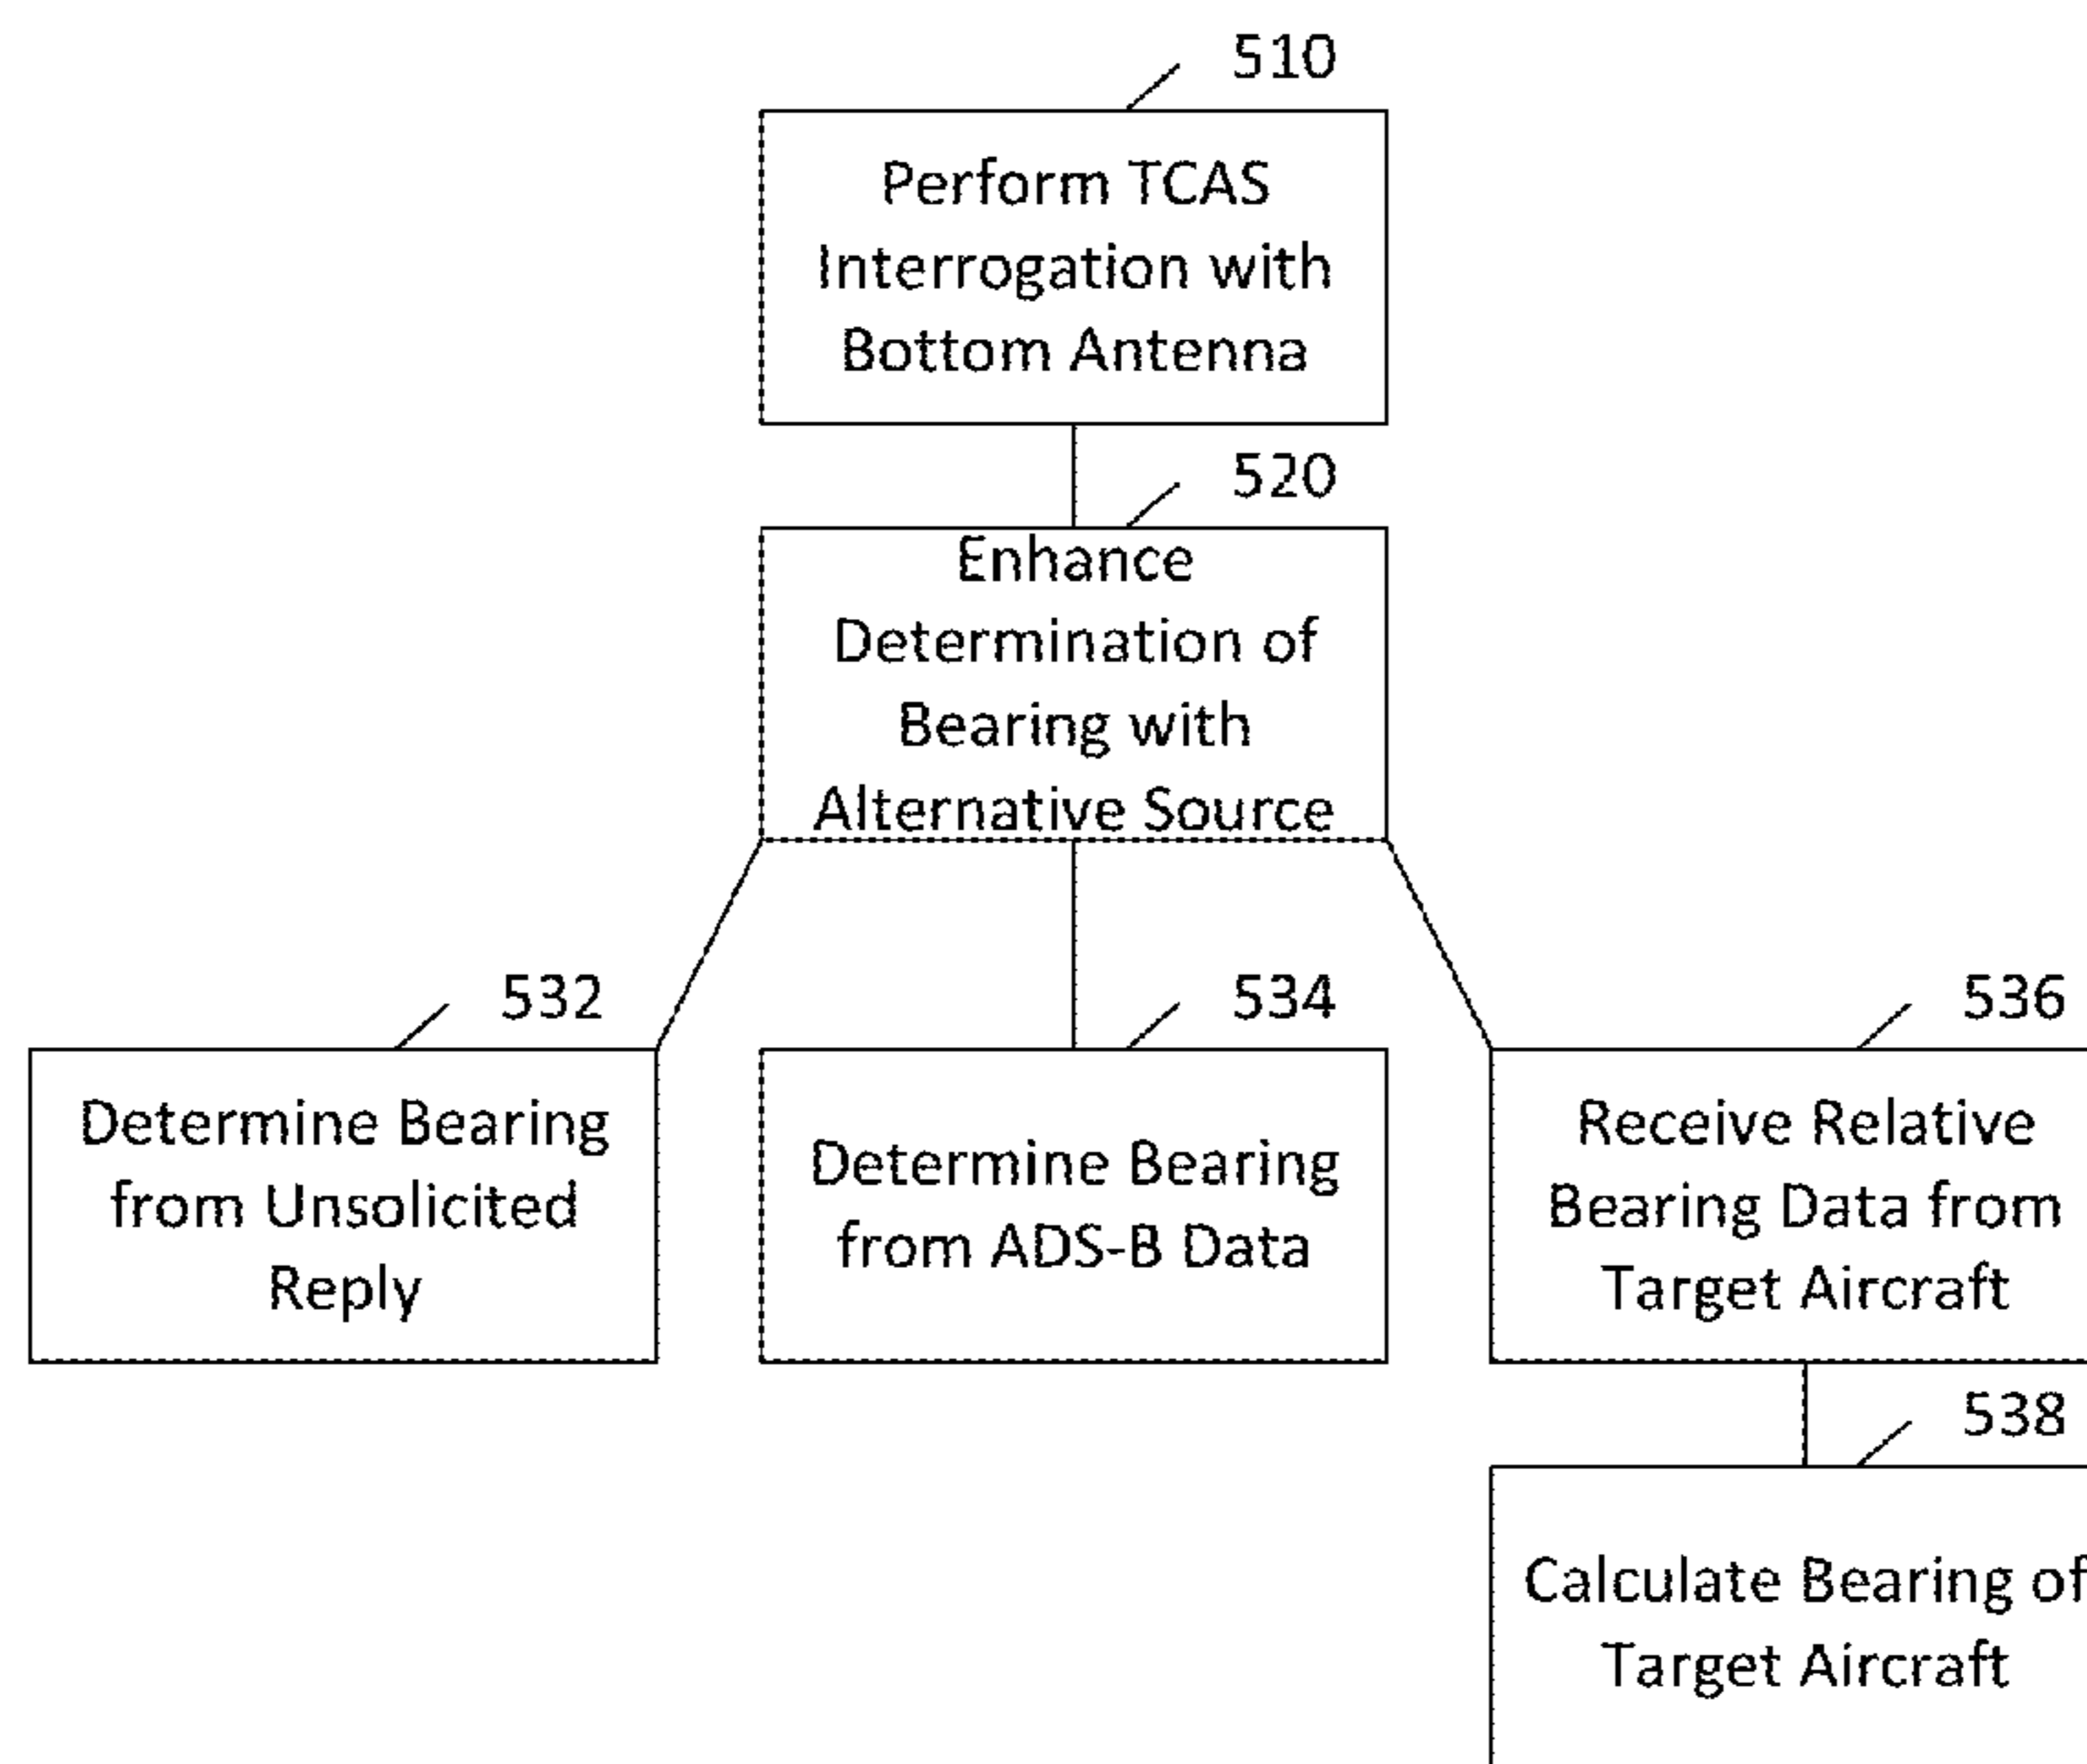 510
Perform TCAS
Interrogation with
Bottom Antenna
520
Enhance
Determination of
Bearing with
Alternative Source
532
Determine Bearing
from Unsolicited
Reply
534
Determine Bearing
from ADS-B Data
536
Receive Relative
Bearing Data from
Target Aircraft
538
Calculate Bearing of
Target Aircraft